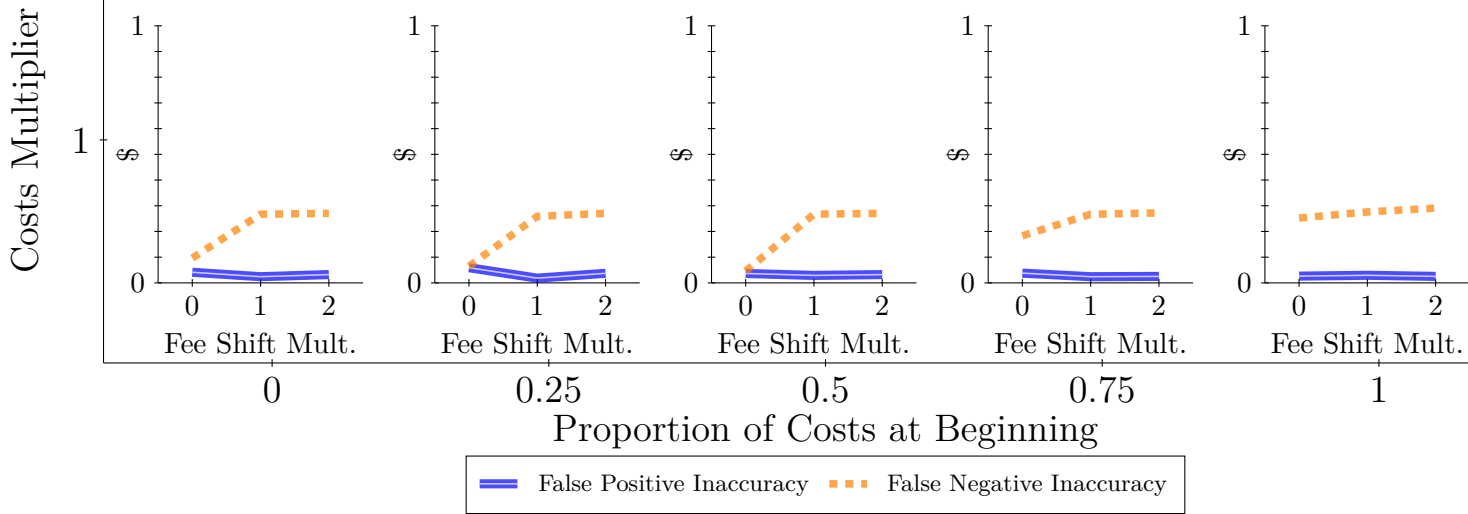 Costs Multiplier
1
1 1 1 1 1
$ $ $ $ $
0 0 0 0 0
0 1 2 0 1 2 0 1 2 0 1 2 0 1 2
Fee Shift Mult. Fee Shift Mult. Fee Shift Mult. Fee Shift Mult. Fee Shift Mult.
0 0.25 0.5 0.75 1
Proportion of Costs at Beginning
False Positive Inaccuracy False Negative Inaccuracy